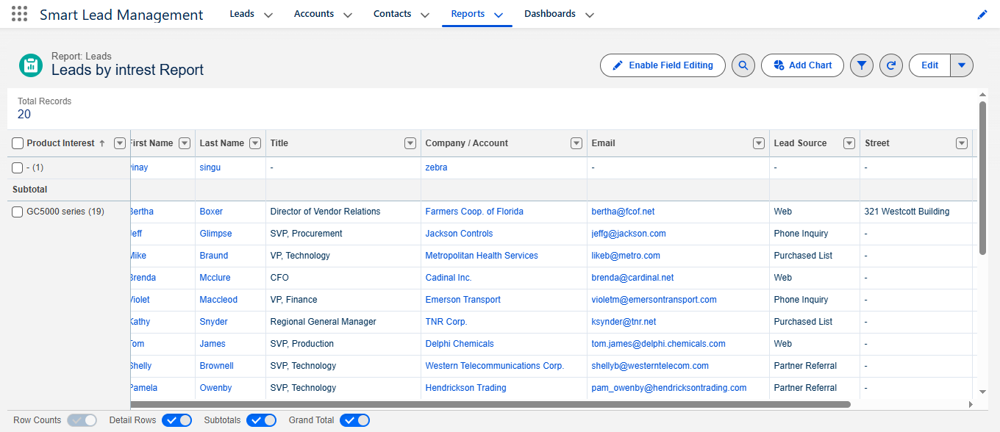 Smart Lead Management Leads Accounts Contacts Reports Dashboards
Report: Leads
Leads by intrest Report
Enable Field Editing Add Chart Edit
Total Records
20
Product Interest ↑ First Name Last Name Title Company / Account Email Lead Source Street
- (1) vinay singu - zebra - - -
Subtotal
GC5000 series (19) Bertha Boxer Director of Vendor Relations Farmers Coop. of Florida bertha@fcof.net Web 321 Westcott Building
Jeff Glimpse SVP, Procurement Jackson Controls jeffg@jackson.com Phone Inquiry -
Mike Braund VP, Technology Metropolitan Health Services likeb@metro.com Purchased List -
Brenda Mcclure CFO Cadinal Inc. brenda@cardinal.net Web -
Violet Maccleod VP, Finance Emerson Transport violetm@emersontransport.com Phone Inquiry -
Kathy Snyder Regional General Manager TNR Corp. ksynder@tnr.net Purchased List -
Tom James SVP, Production Delphi Chemicals tom.james@delphi.chemicals.com Web -
Shelly Brownell SVP, Technology Western Telecommunications Corp. shellyb@westerntelecom.com Partner Referral -
Pamela Owenby SVP, Technology Hendrickson Trading pam_owenby@hendricksontrading.com Partner Referral -
Row Counts Detail Rows Subtotals Grand Total